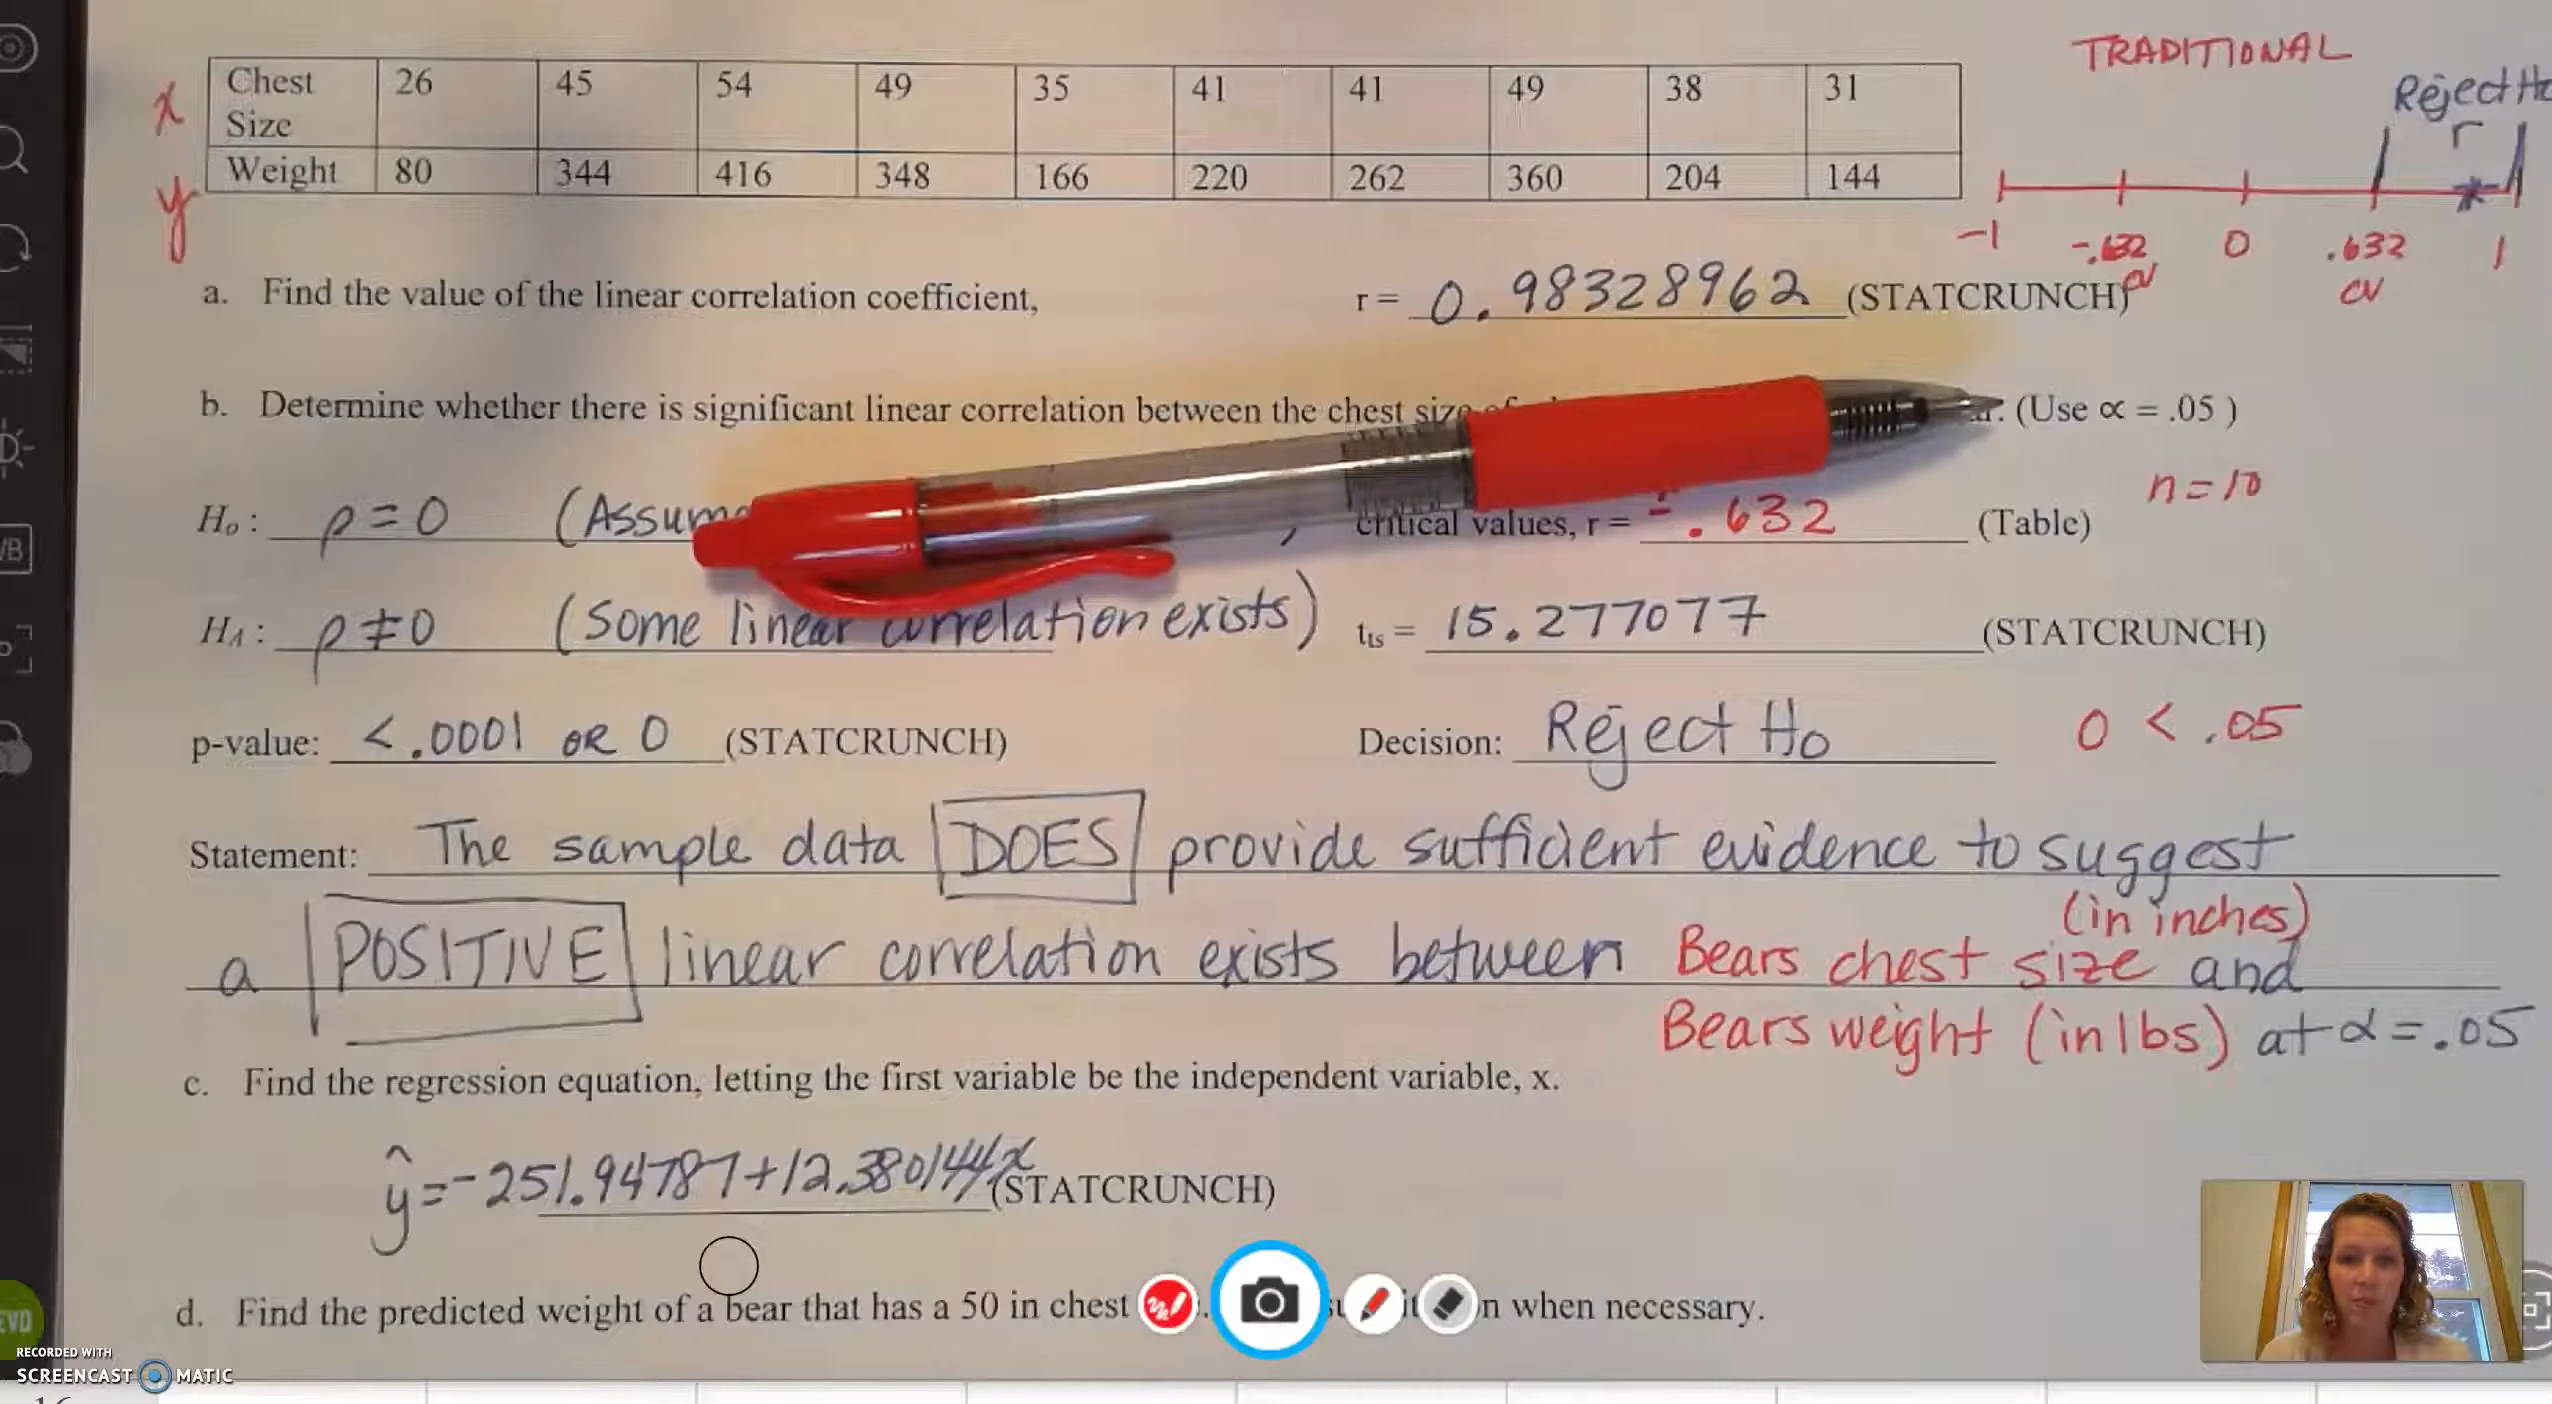 TRADITIONAL
Reject Ho
r
x Chest Size 26 45 54 49 35 41 41 49 38 31
y Weight 80 344 416 348 166 220 262 360 204 144
-1 -.632 0 .632 1
CV CV
a. Find the value of the linear correlation coefficient, r = 0.98328962 (STATCRUNCH)
b. Determine whether there is significant linear correlation between the chest size (Use ∝ = .05 )
n = 10
Ho : ρ = 0 (Assum critical values, r = ± .632 (Table)
HA : ρ ≠ 0 (Some linear correlation exists) tts = 15.277077 (STATCRUNCH)
p-value: < .0001 OR 0 (STATCRUNCH) Decision: Reject Ho 0 < .05
Statement: The sample data DOES provide sufficient evidence to suggest
(in inches)
a POSITIVE linear correlation exists between Bears chest size and
Bears weight (in lbs) at α = .05
c. Find the regression equation, letting the first variable be the independent variable, x.
ŷ = -251.94787 + 12.380144x (STATCRUNCH)
d. Find the predicted weight of a bear that has a 50 in chest n when necessary.
EVO
RECORDED WITH
SCREENCAST MATIC